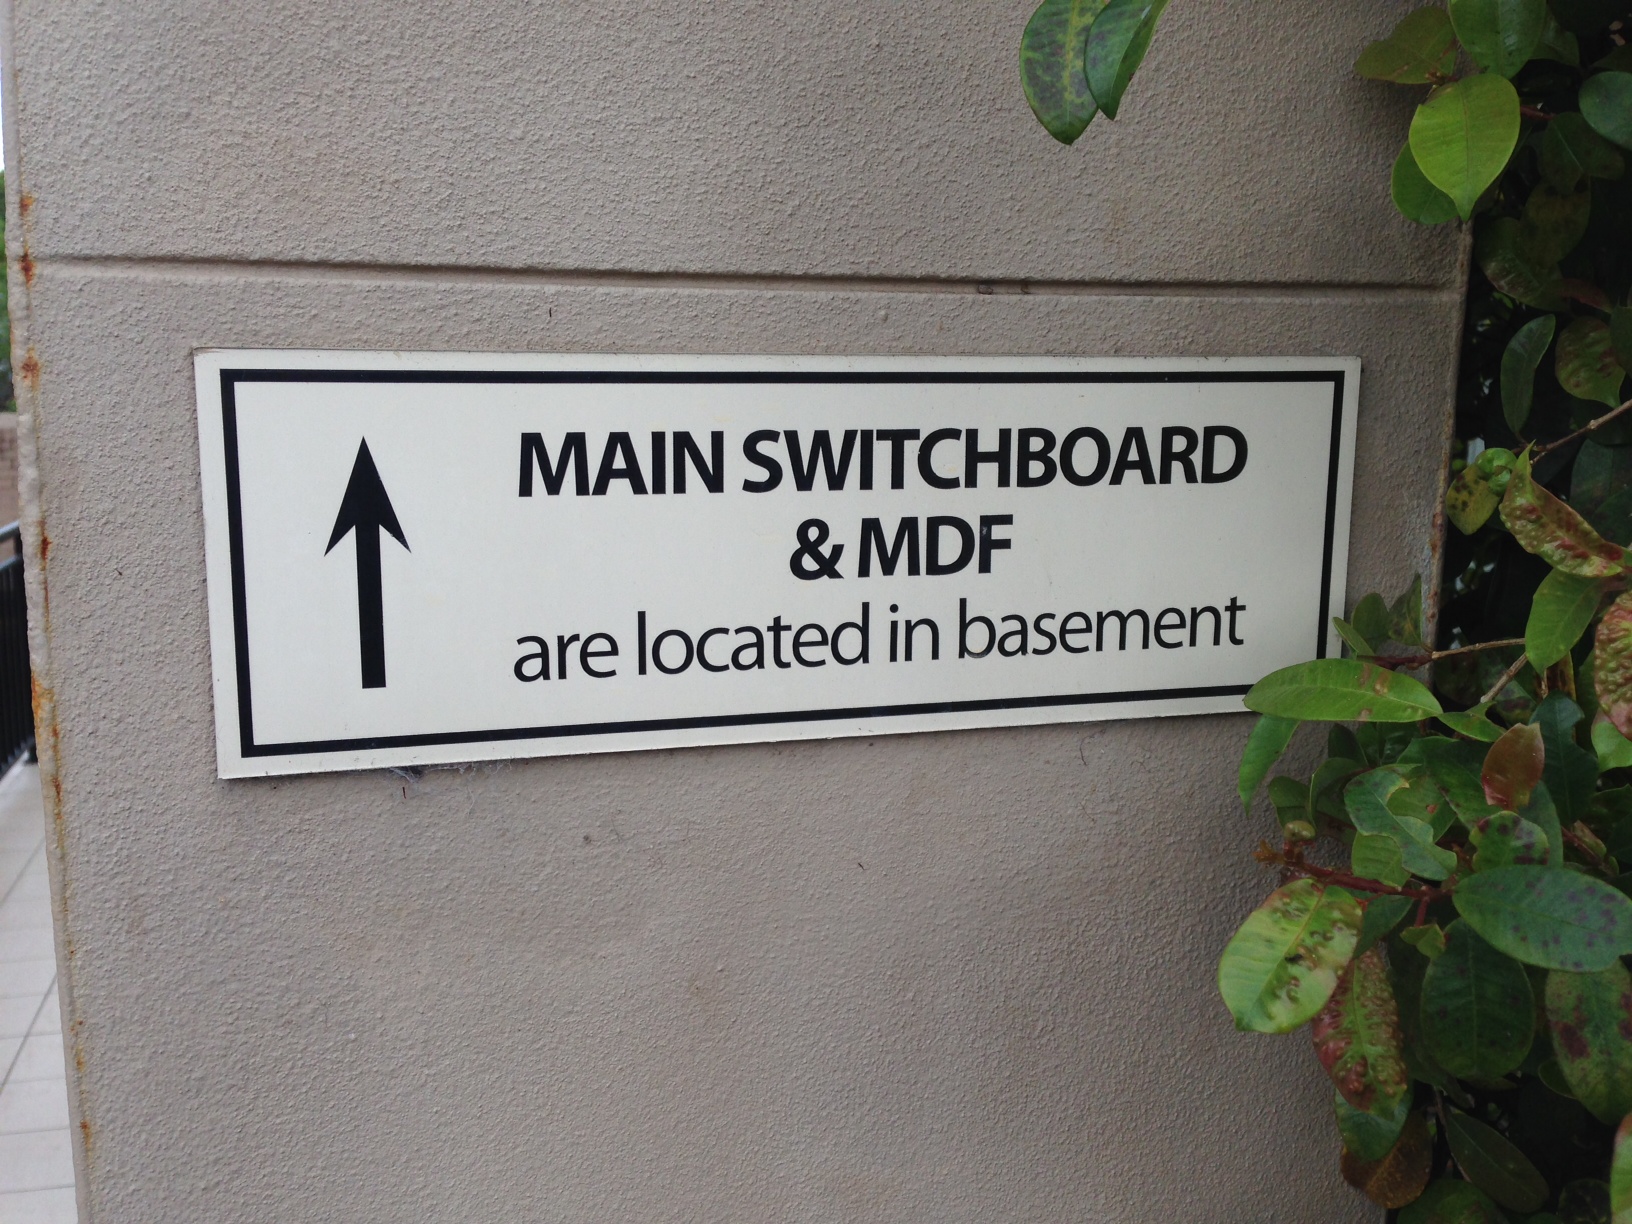 MAIN SWITCHBOARD
& MDF
are located in basement